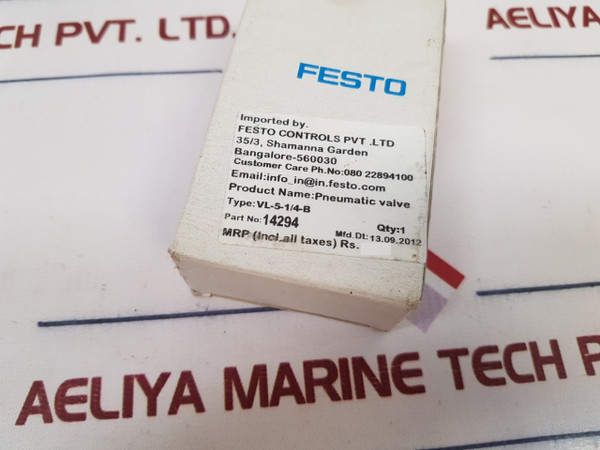 CH PVT. LTD.
AELIYA MAR
FESTO
Imported by.
FESTO CONTROLS PVT .LTD
35/3, Shamanna Garden
Bangalore-560030
Customer Care Ph.No:080 22894100
Email:info_in@in.festo.com
Product Name:Pneumatic valve
Type:VL-5-1/4-B Qty:1
Part No:14294 Mfd.Dt:13.09.2012
MRP (Incl.all taxes) Rs.
AELIYA MARINE TECH P